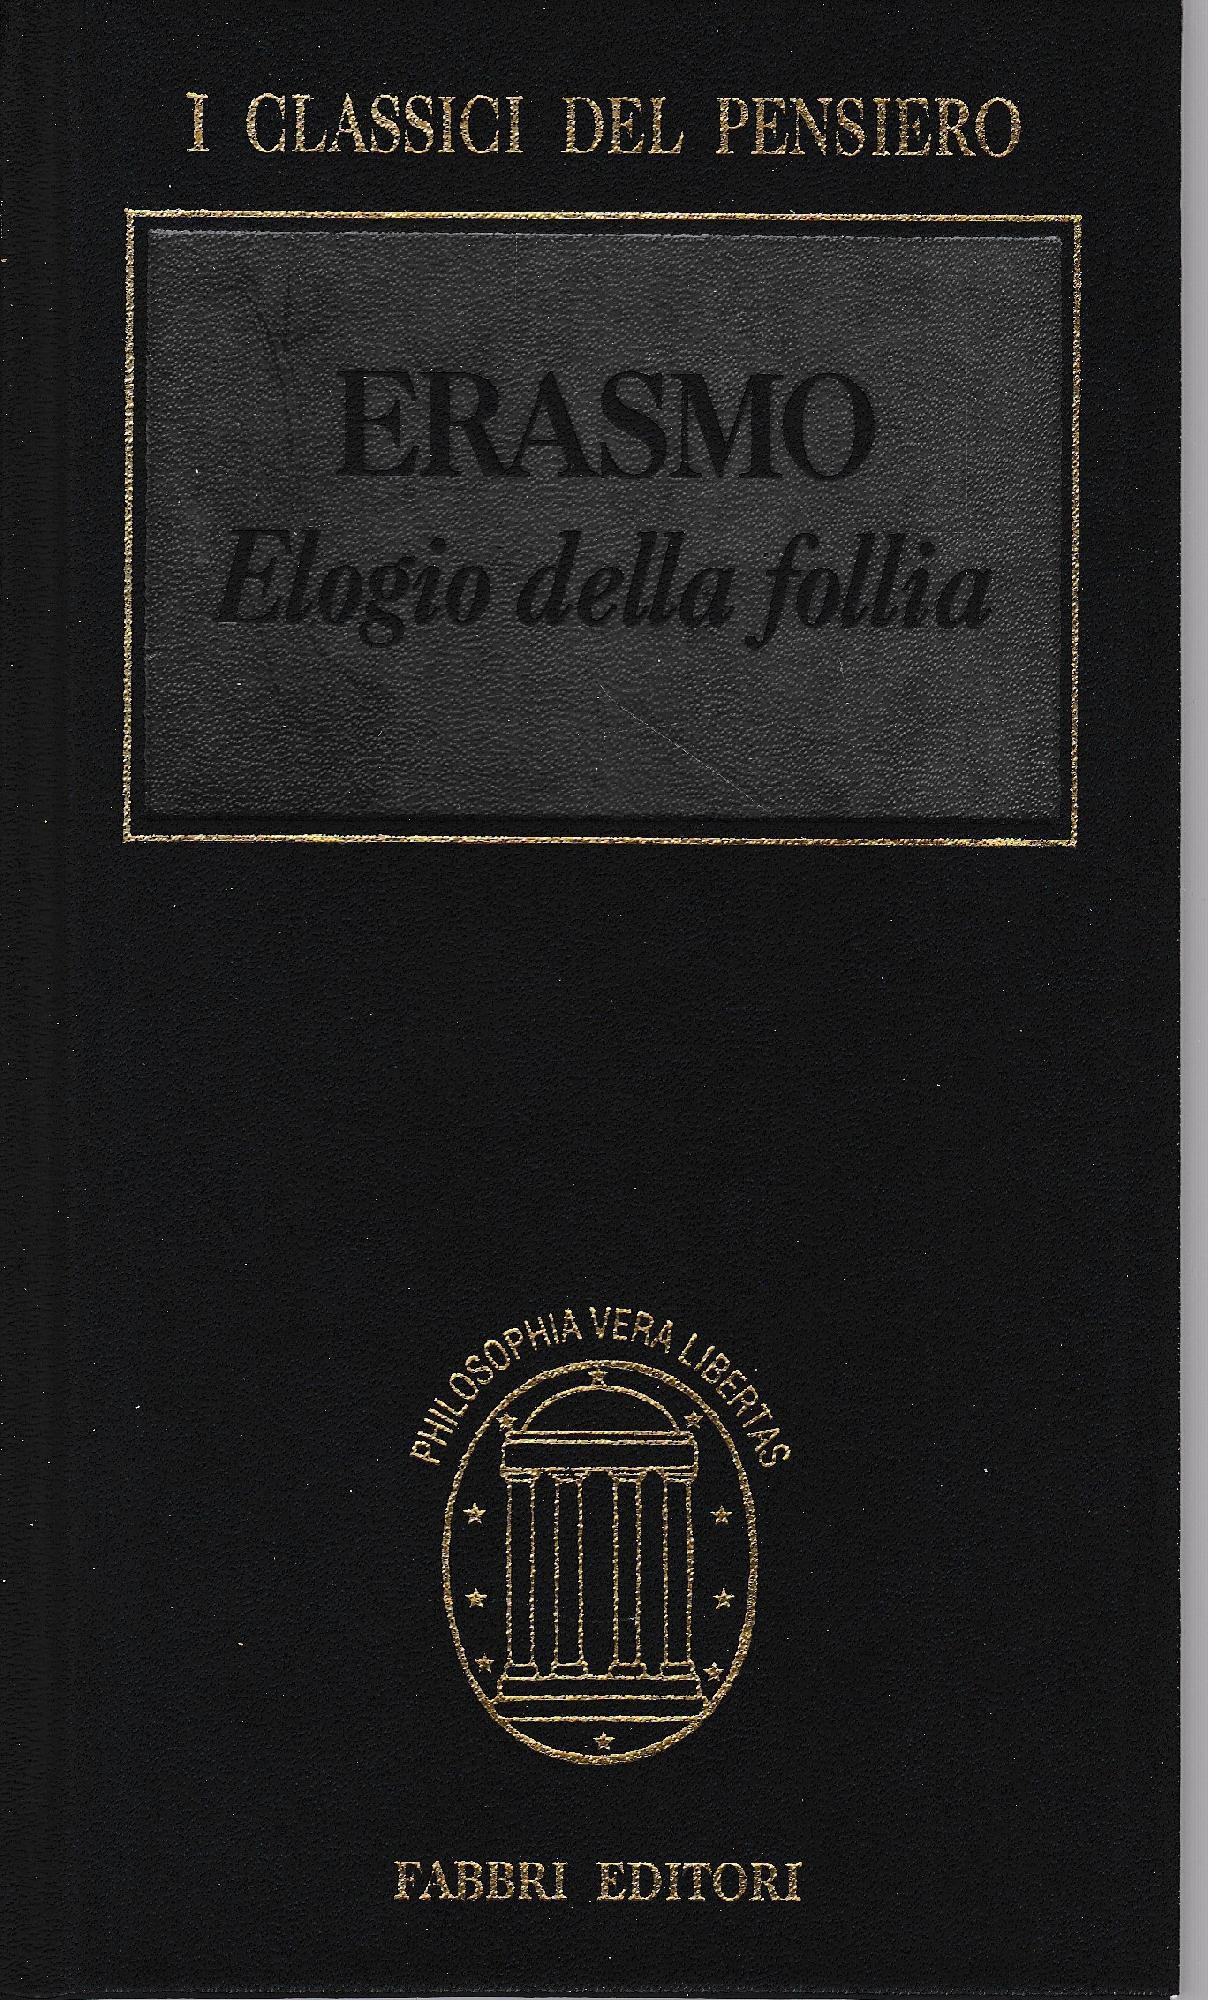 I CLASSICI DEL PENSIERO
ERASMO
Elogio della follia
PHILOSOPHIA VERA LIBERTAS
FABBRI EDITORI